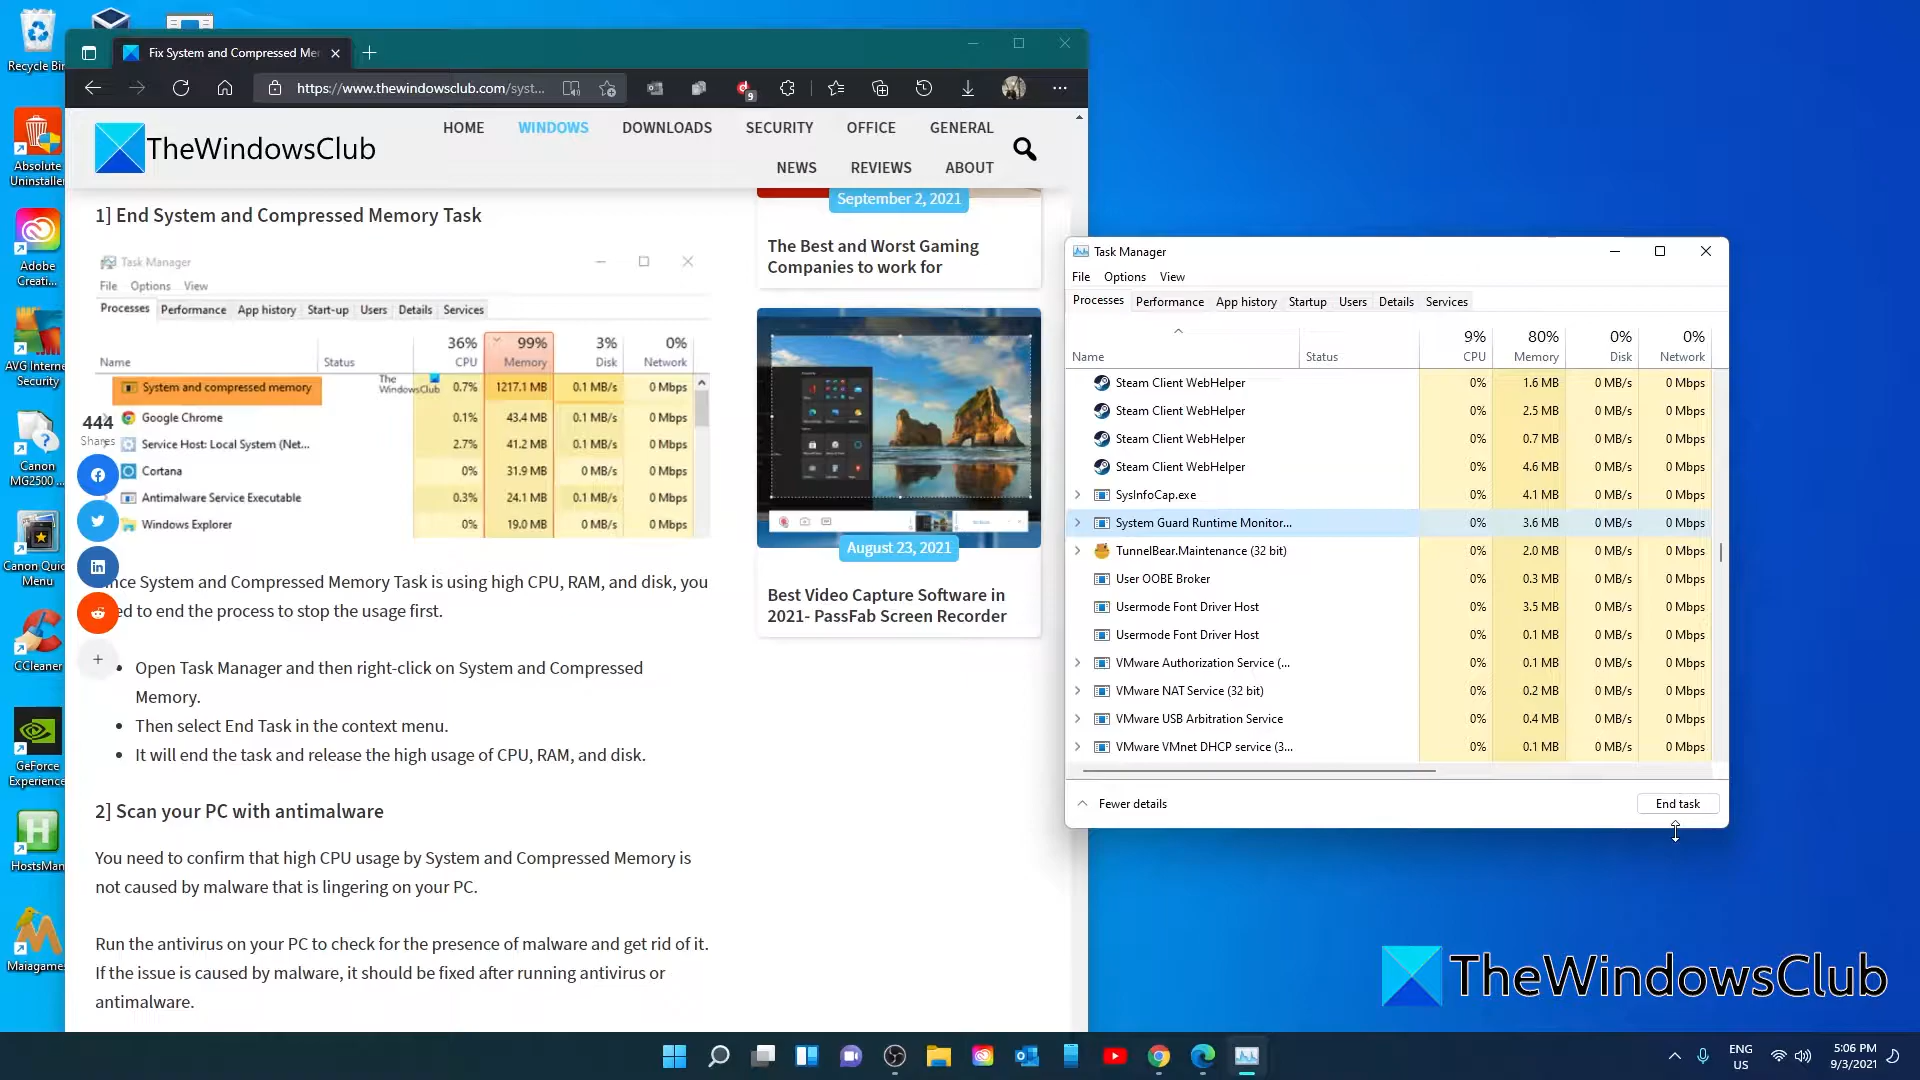 Recycle Bin
Absolute
Uninstaller
Adobe
Creati...
AVG Interne
Security
Canon
MG2500 ...
Canon Quic
Menu
CCleaner
GeForce
Experience
HostsMan
Maiagames
Fix System and Compressed Me
https://www.thewindowsclub.com/syst...
9
TheWindowsClub
HOME WINDOWS DOWNLOADS SECURITY OFFICE GENERAL
NEWS REVIEWS ABOUT
1] End System and Compressed Memory Task
Task Manager
File Options View
Processes Performance App history Start-up Users Details Services
36% 99% 3% 0%
Name Status CPU Memory Disk Network
System and compressed memory 0.7% 1217.1 MB 0.1 MB/s 0 Mbps
The
WindowsClub
Google Chrome 0.1% 43.4 MB 0.1 MB/s 0 Mbps
Service Host: Local System (Net... 2.7% 41.2 MB 0.1 MB/s 0 Mbps
Cortana 0% 31.9 MB 0 MB/s 0 Mbps
Antimalware Service Executable 0.3% 24.1 MB 0.1 MB/s 0 Mbps
Windows Explorer 0% 19.0 MB 0 MB/s 0 Mbps
444
Shares
nce System and Compressed Memory Task is using high CPU, RAM, and disk, you
ed to end the process to stop the usage first.
• Open Task Manager and then right-click on System and Compressed
Memory.
• Then select End Task in the context menu.
• It will end the task and release the high usage of CPU, RAM, and disk.
2] Scan your PC with antimalware
You need to confirm that high CPU usage by System and Compressed Memory is
not caused by malware that is lingering on your PC.
Run the antivirus on your PC to check for the presence of malware and get rid of it.
If the issue is caused by malware, it should be fixed after running antivirus or
antimalware.
September 2, 2021
The Best and Worst Gaming
Companies to work for
August 23, 2021
Best Video Capture Software in
2021- PassFab Screen Recorder
Task Manager
File Options View
Processes Performance App history Startup Users Details Services
9% 80% 0% 0%
Name Status CPU Memory Disk Network
Steam Client WebHelper 0% 1.6 MB 0 MB/s 0 Mbps
Steam Client WebHelper 0% 2.5 MB 0 MB/s 0 Mbps
Steam Client WebHelper 0% 0.7 MB 0 MB/s 0 Mbps
Steam Client WebHelper 0% 4.6 MB 0 MB/s 0 Mbps
SysInfoCap.exe 0% 4.1 MB 0 MB/s 0 Mbps
System Guard Runtime Monitor... 0% 3.6 MB 0 MB/s 0 Mbps
TunnelBear.Maintenance (32 bit) 0% 2.0 MB 0 MB/s 0 Mbps
User OOBE Broker 0% 0.3 MB 0 MB/s 0 Mbps
Usermode Font Driver Host 0% 3.5 MB 0 MB/s 0 Mbps
Usermode Font Driver Host 0% 0.1 MB 0 MB/s 0 Mbps
VMware Authorization Service (... 0% 0.1 MB 0 MB/s 0 Mbps
VMware NAT Service (32 bit) 0% 0.2 MB 0 MB/s 0 Mbps
VMware USB Arbitration Service 0% 0.4 MB 0 MB/s 0 Mbps
VMware VMnet DHCP service (3... 0% 0.1 MB 0 MB/s 0 Mbps
Fewer details End task
TheWindowsClub
ENG
US
5:06 PM
9/3/2021